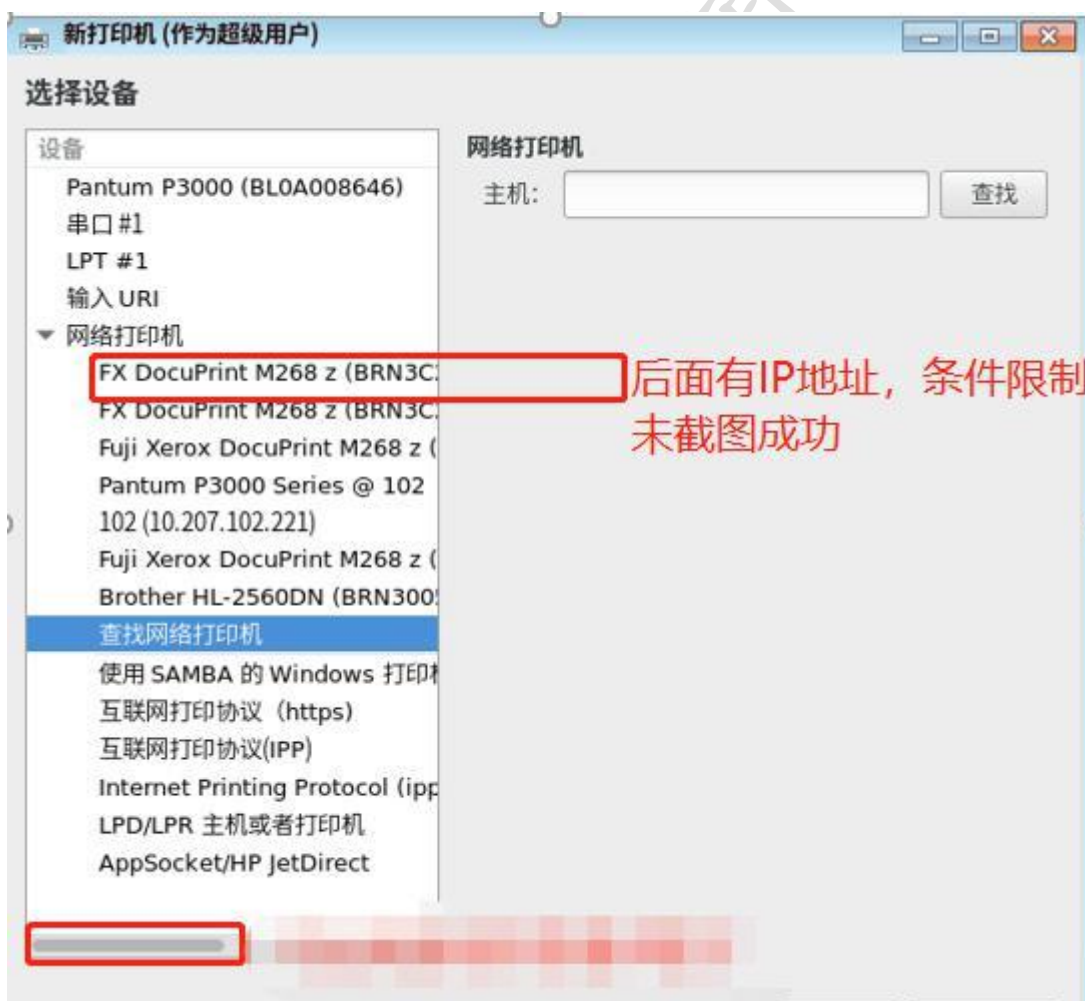 新打印机 (作为超级用户)
选择设备
设备
Pantum P3000 (BL0A008646)
串口 #1
LPT #1
输入 URI
网络打印机
FX DocuPrint M268 z (BRN3C
FX DocuPrint M268 z (BRN3C
Fuji Xerox DocuPrint M268 z (
Pantum P3000 Series @ 102
102 (10.207.102.221)
Fuji Xerox DocuPrint M268 z (
Brother HL-2560DN (BRN300
查找网络打印机
使用 SAMBA 的 Windows 打印
互联网打印协议（https)
互联网打印协议(IPP)
Internet Printing Protocol (ipp
LPD/LPR 主机或者打印机
AppSocket/HP JetDirect
网络打印机
主机:
查找
后面有IP地址，条件限制
未截图成功